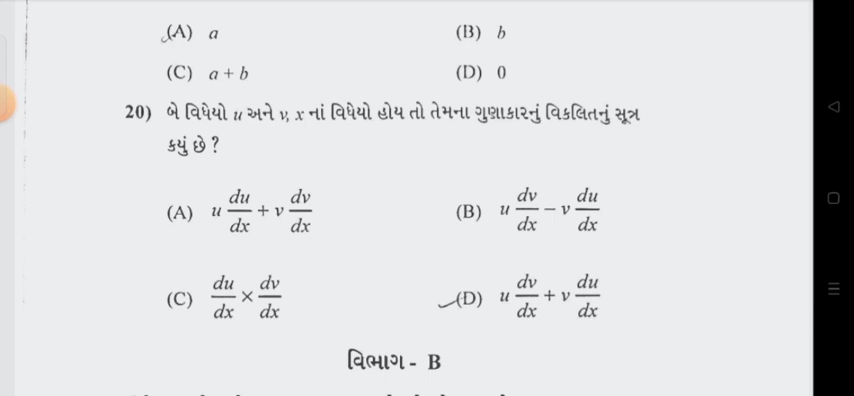 (A) a (B) b
(C) a + b (D) 0
20) બે વિધેયો u અને v, x નાં વિધેયો હોય તો તેમના ગુણાકારનું વિકલિતનું સૂત્ર
કયું છે ?
(A) u du/dx + v dv/dx (B) u dv/dx − v du/dx
(C) du/dx × dv/dx (D) u dv/dx + v du/dx
વિભાગ - B